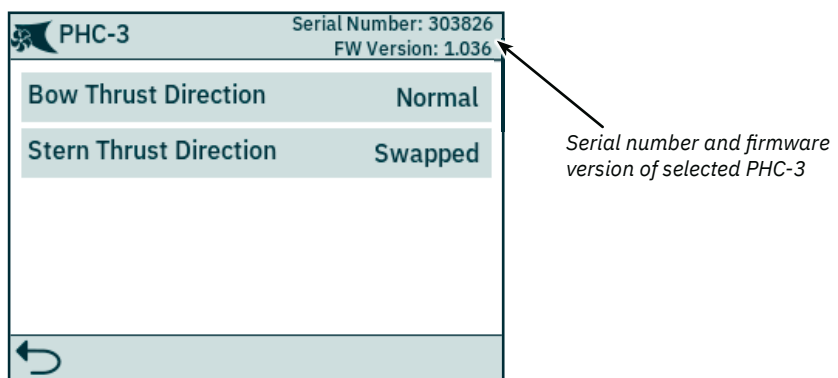 PHC-3
Serial Number: 303826
FW Version: 1.036
Bow Thrust Direction Normal
Stern Thrust Direction Swapped
Serial number and firmware
version of selected PHC-3